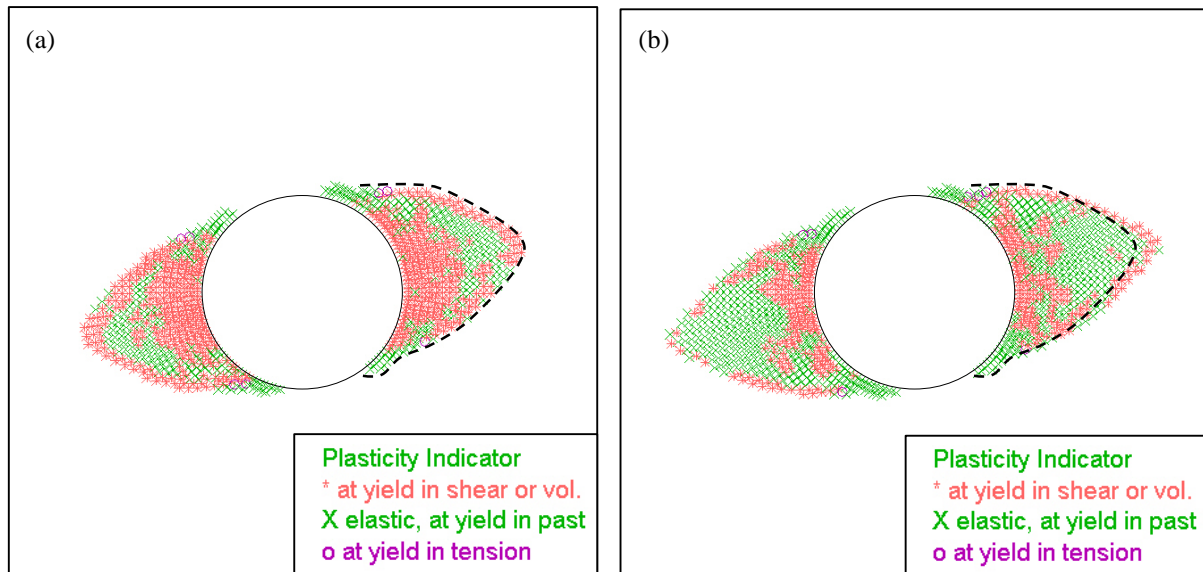 (a)
Plasticity Indicator
* at yield in shear or vol.
X elastic, at yield in past
o at yield in tension
(b)
Plasticity Indicator
* at yield in shear or vol.
X elastic, at yield in past
o at yield in tension